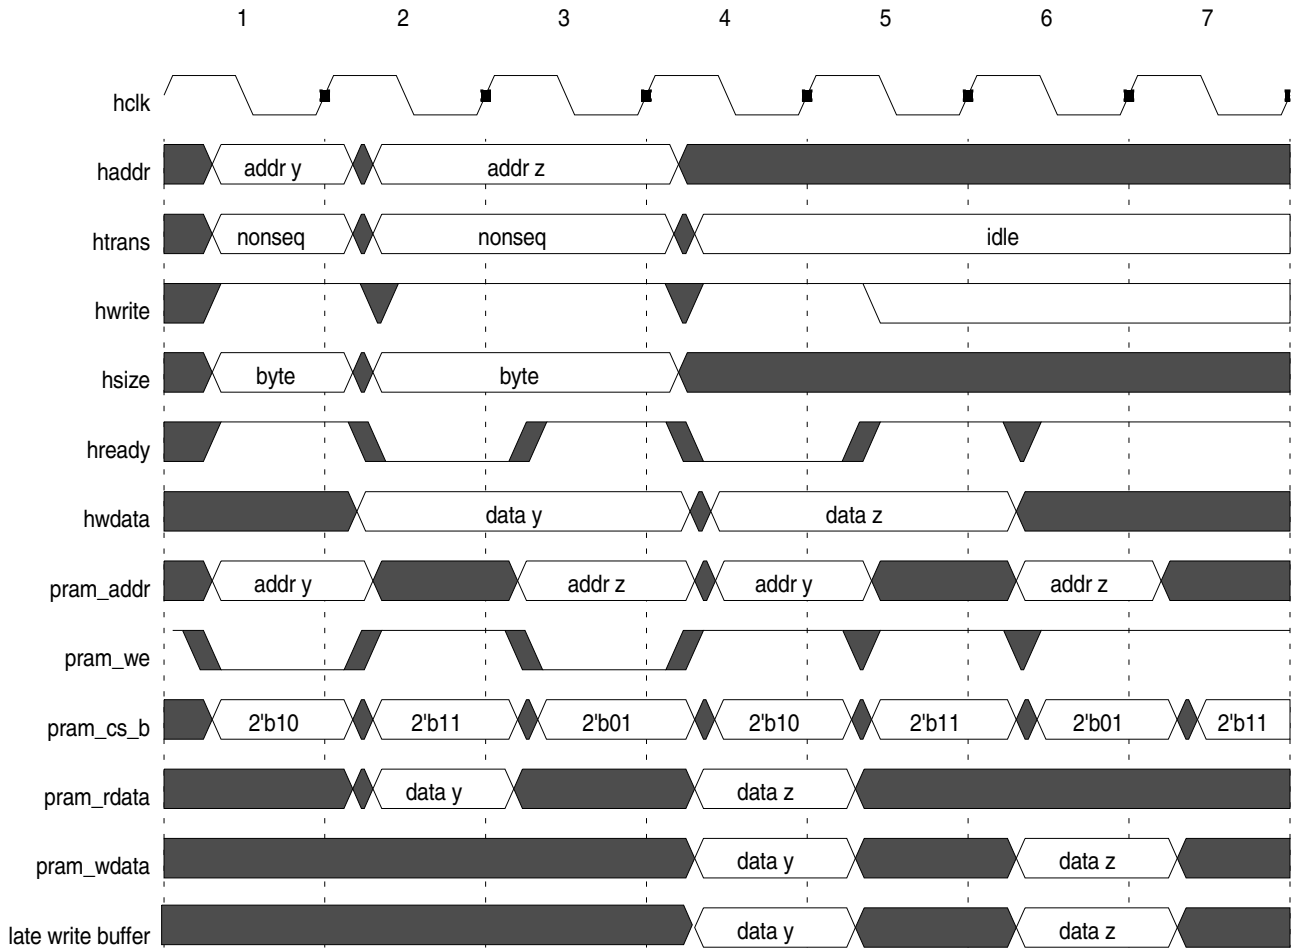 1 2 3 4 5 6 7
hclk
haddr addr y addr z
htrans nonseq nonseq idle
hwrite
hsize byte byte
hready
hwdata data y data z
pram_addr addr y addr z addr y addr z
pram_we
pram_cs_b 2'b10 2'b11 2'b01 2'b10 2'b11 2'b01 2'b11
pram_rdata data y data z
pram_wdata data y data z
late write buffer data y data z